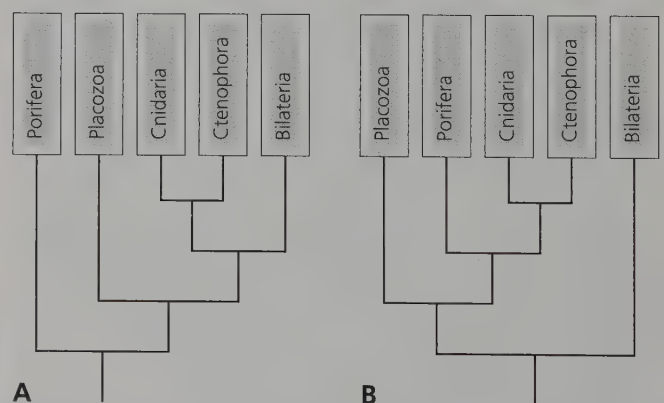 Porifera
Placozoa
Cnidaria
Ctenophora
Bilateria
A
Placozoa
Porifera
Cnidaria
Ctenophora
Bilateria
B